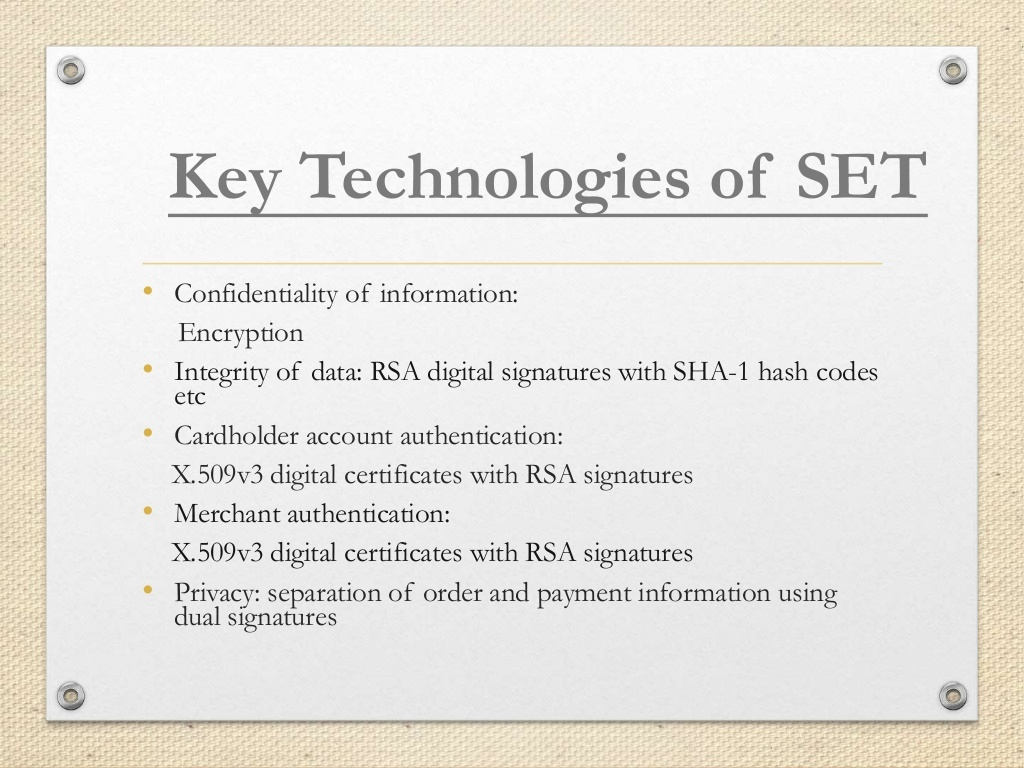 Key Technologies of SET
• Confidentiality of information:
Encryption
• Integrity of data: RSA digital signatures with SHA-1 hash codes
etc
• Cardholder account authentication:
X.509v3 digital certificates with RSA signatures
• Merchant authentication:
X.509v3 digital certificates with RSA signatures
• Privacy: separation of order and payment information using
dual signatures